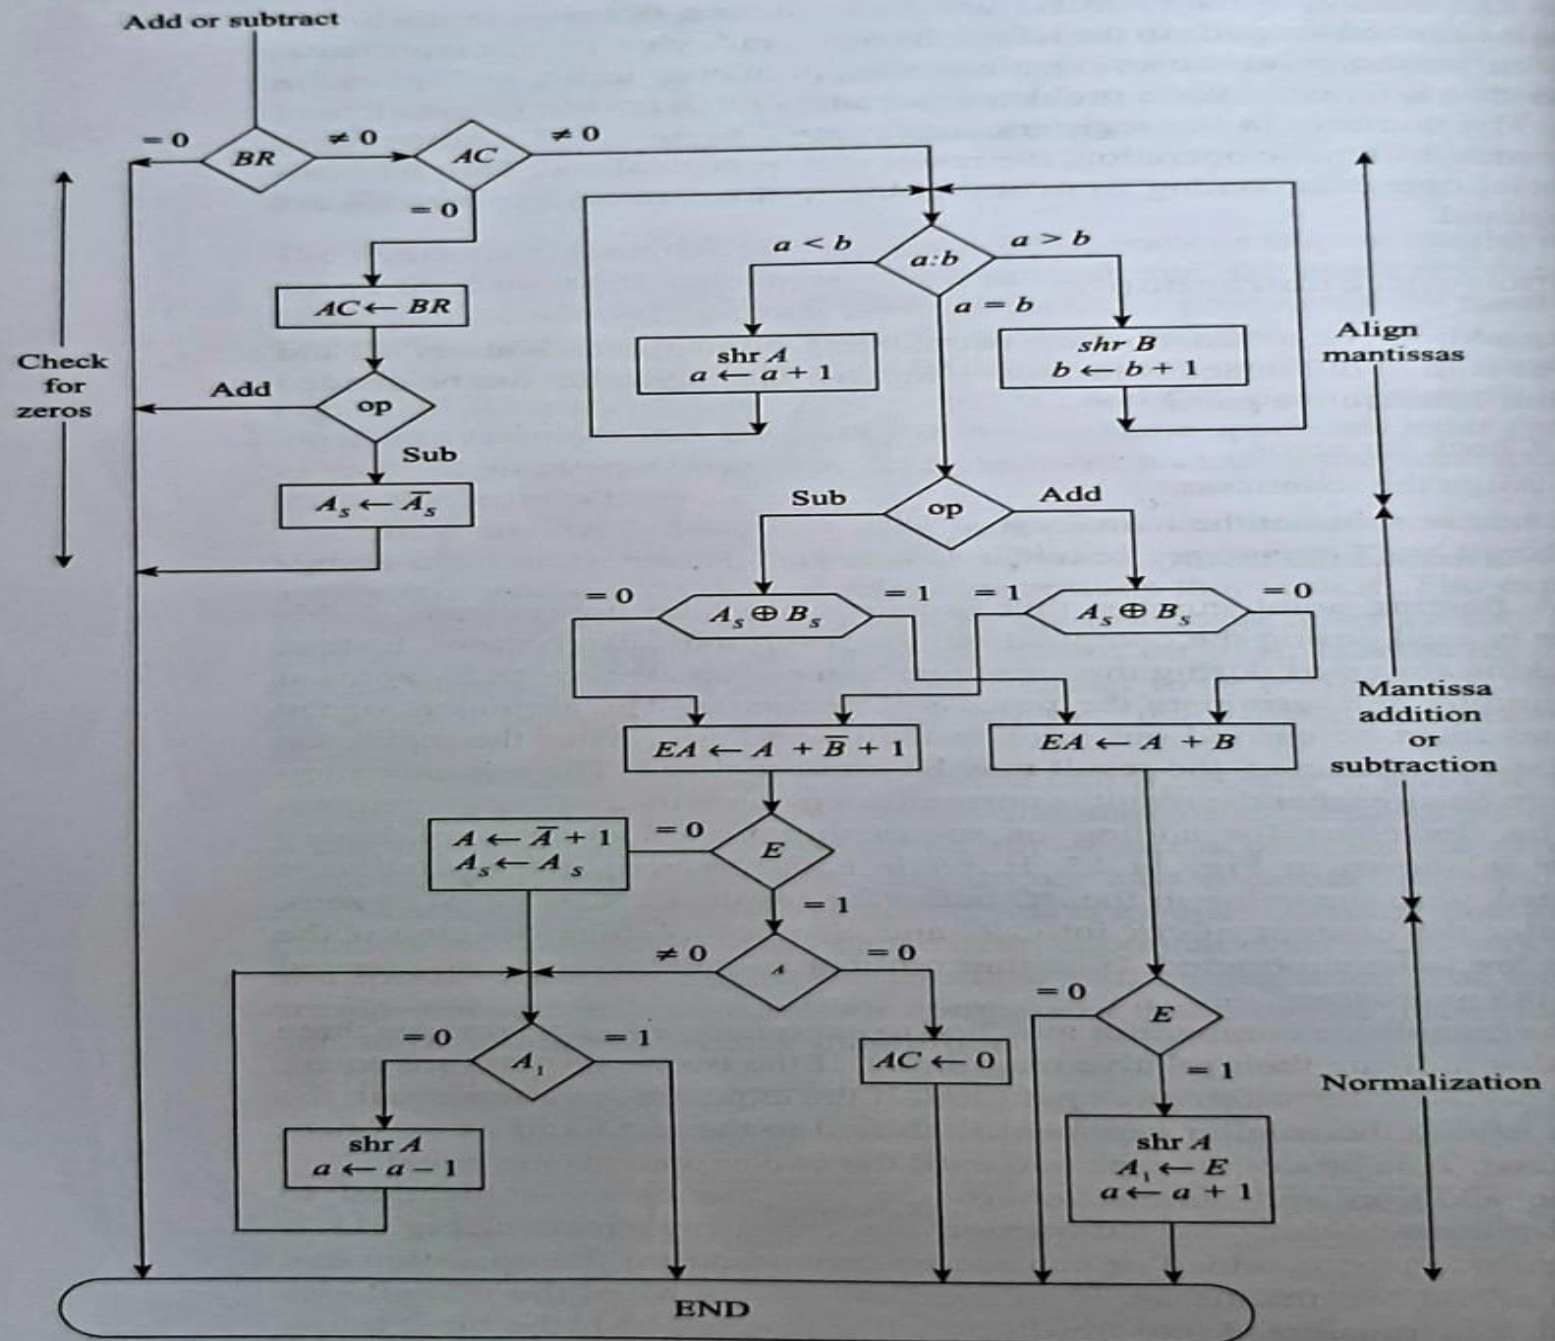 Add or subtract
= 0
BR
≠ 0
AC
≠ 0
= 0
AC ← BR
Add
op
Sub
A_s ← A̅_s
Check
for
zeros
a < b
a:b
a > b
a = b
shr A
a ← a + 1
shr B
b ← b + 1
Align
mantissas
Sub
op
Add
= 0
A_s ⊕ B_s
= 1
= 1
A_s ⊕ B_s
= 0
EA ← A + B̅ + 1
EA ← A + B
Mantissa
addition
or
subtraction
A ← A̅ + 1
A_s ← A_s
= 0
E
= 1
≠ 0
A
= 0
= 0
A₁
= 1
AC ← 0
= 0
E
= 1
shr A
a ← a − 1
shr A
A₁ ← E
a ← a + 1
Normalization
END